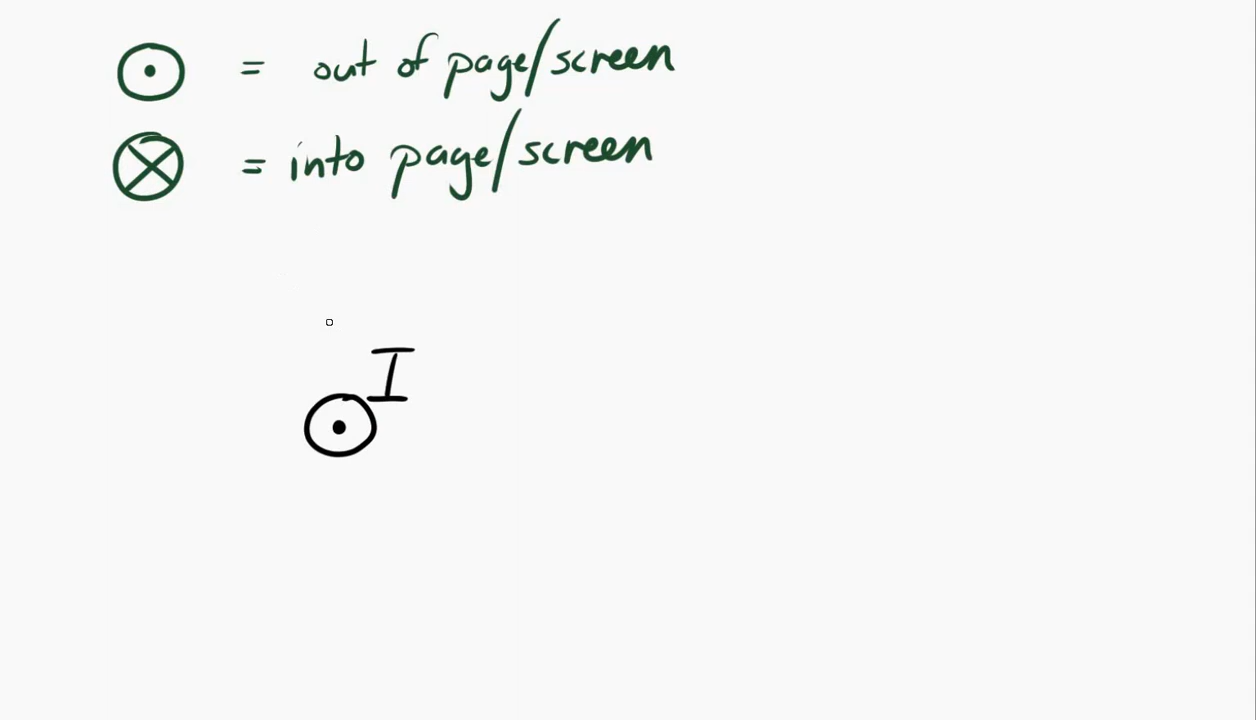 = out of page/screen
= into page/screen
I